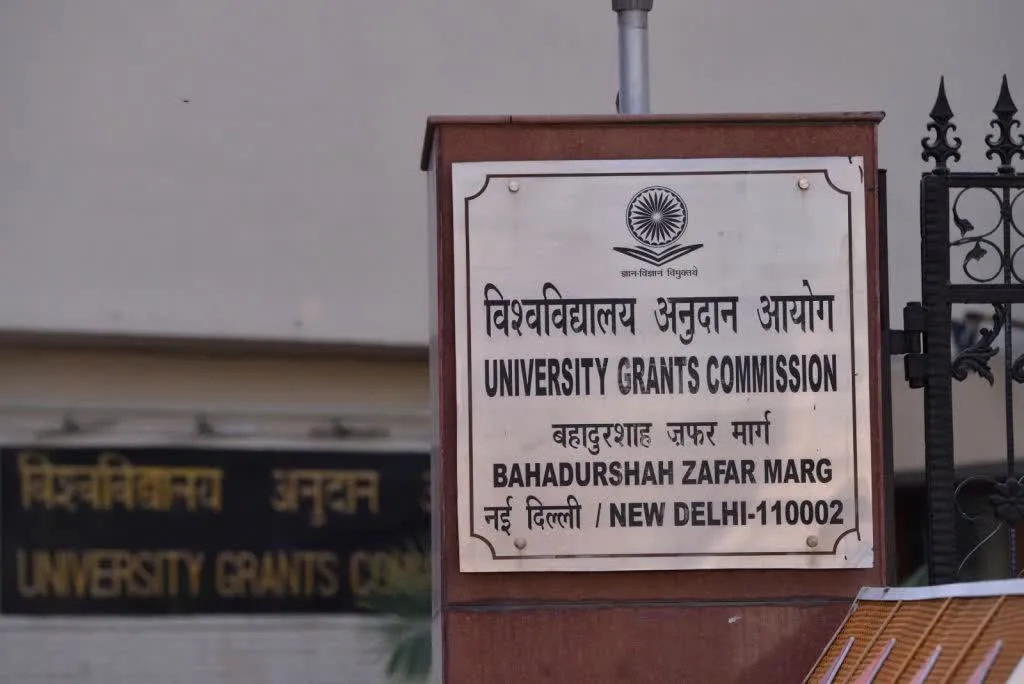 ज्ञान-विज्ञानं विमुक्तये
विश्वविद्यालय अनुदान आयोग
UNIVERSITY GRANTS COMMISSION
बहादुरशाह ज़फर मार्ग
BAHADURSHAH ZAFAR MARG
नई दिल्ली / NEW DELHI-110002
विश्वविद्यालय अनुदान
UNIVERSITY GRANTS